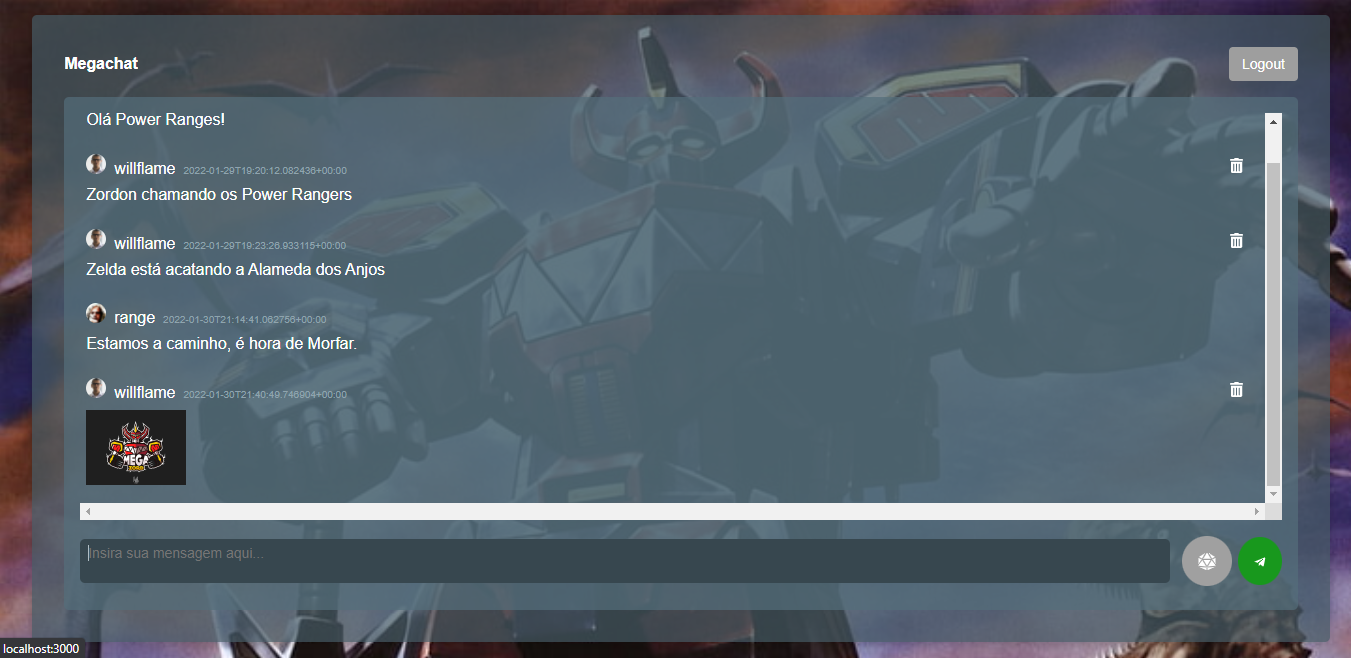 Megachat
Logout
Olá Power Ranges!
willflame 2022-01-29T19:20:12.082436+00:00
Zordon chamando os Power Rangers
willflame 2022-01-29T19:23:26.933115+00:00
Zelda está acatando a Alameda dos Anjos
range 2022-01-30T21:14:41.062756+00:00
Estamos a caminho, é hora de Morfar.
willflame 2022-01-30T21:40:49.746904+00:00
MEGA
Insira sua mensagem aqui...
localhost:3000